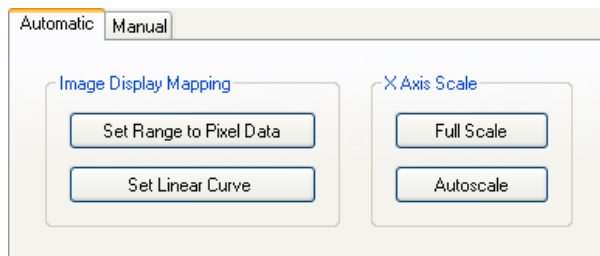 Automatic Manual
Image Display Mapping
Set Range to Pixel Data
Set Linear Curve
X Axis Scale
Full Scale
Autoscale